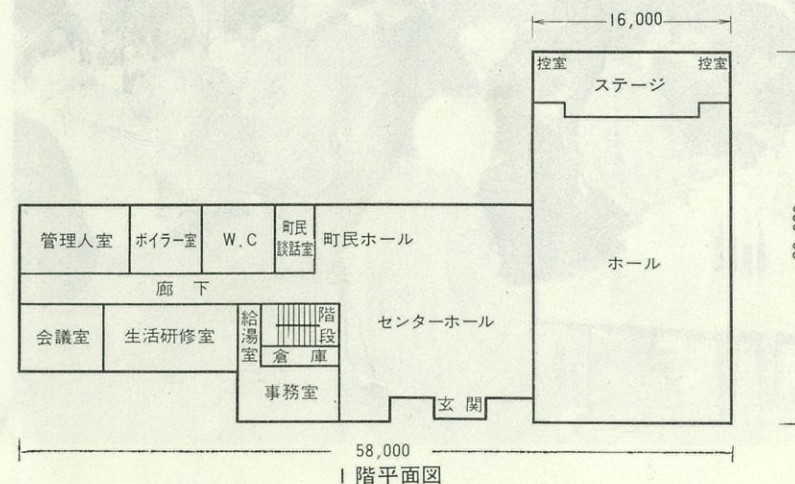 16,000
控室
控室
ステージ
管理人室
ボイラー室
W.C
町民
談話室
町民ホール
ホール
廊下
会議室
生活研修室
給湯室
階段
倉庫
センターホール
事務室
玄関
58,000
1階平面図